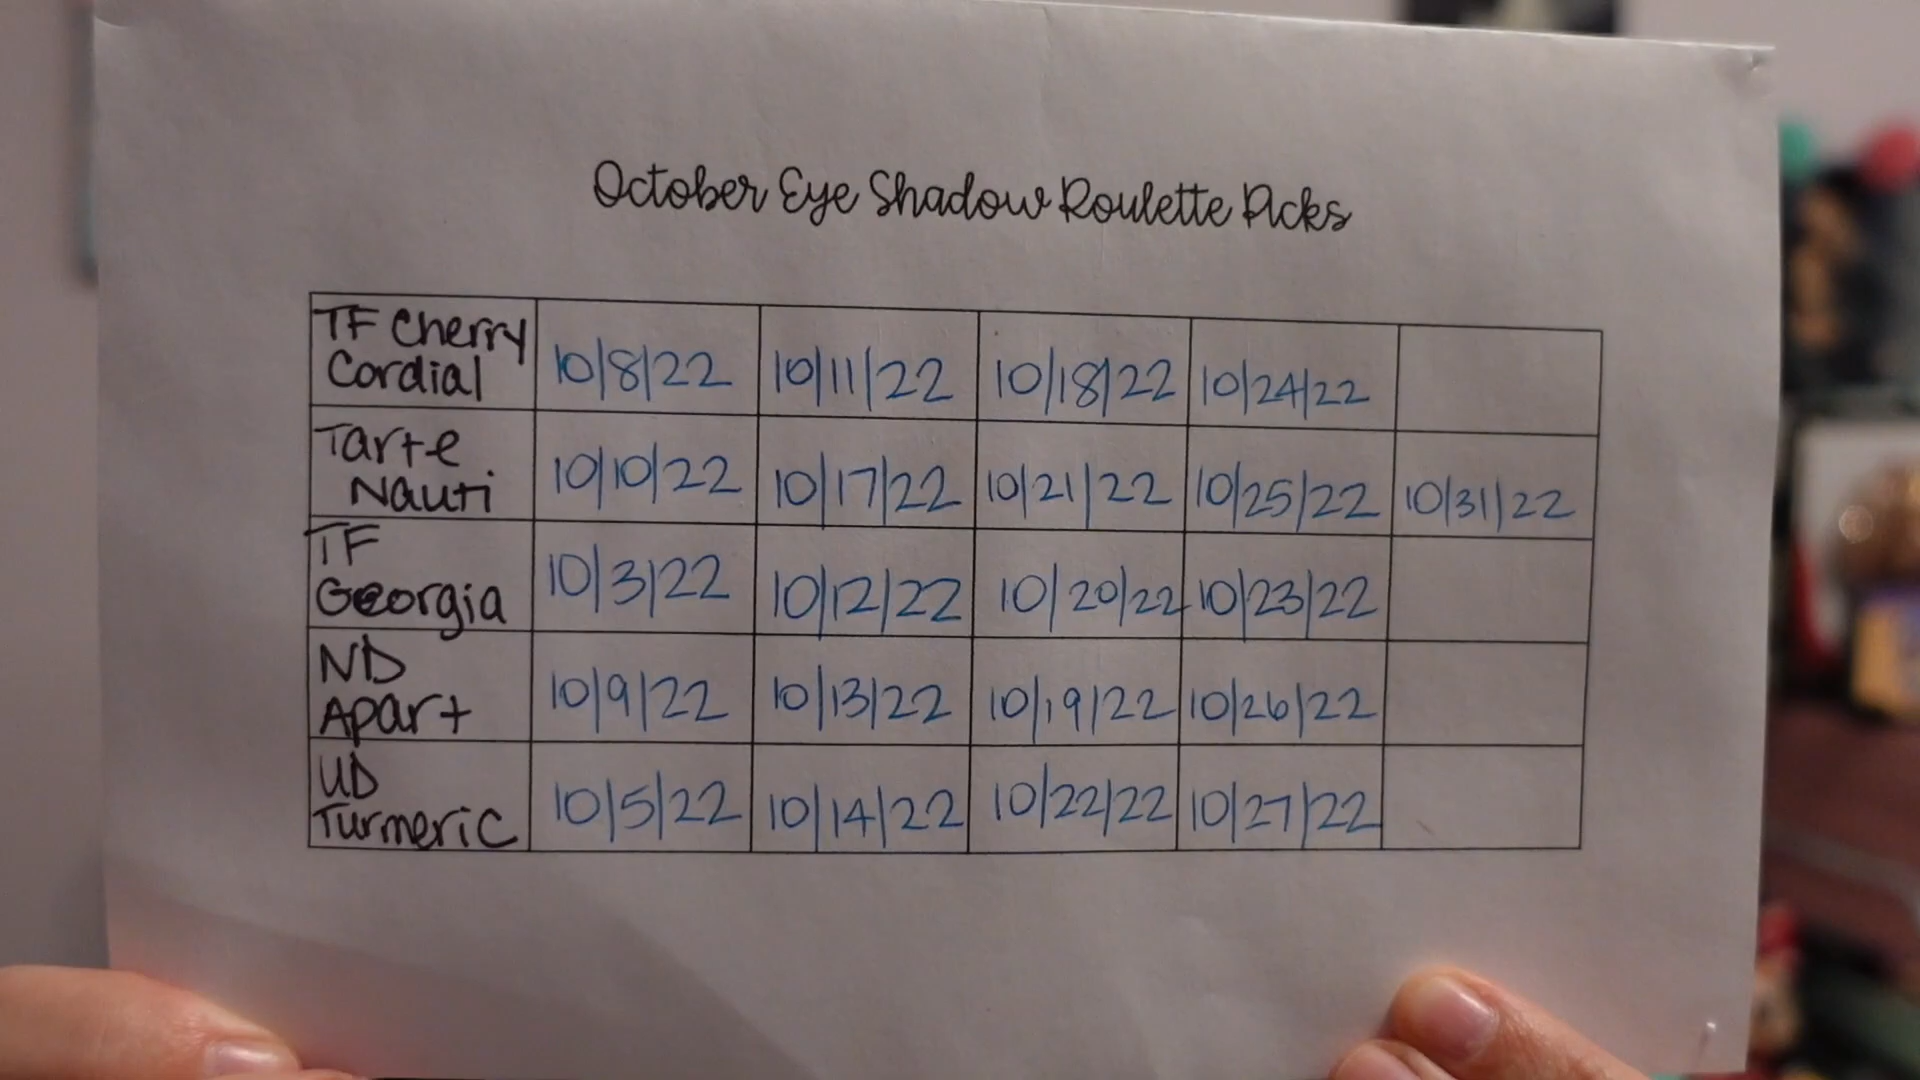 October Eye Shadow Roulette Picks
TF Cherry
Cordial
10/8/22 10/11/22 10/18/22 10/24/22
Tarte
Nauti
10/10/22 10/17/22 10/21/22 10/25/22 10/31/22
TF
Georgia
10/3/22 10/12/22 10/20/22 10/23/22
ND
Apart
10/9/22 10/13/22 10/19/22 10/26/22
UD
Turmeric
10/5/22 10/14/22 10/22/22 10/27/22